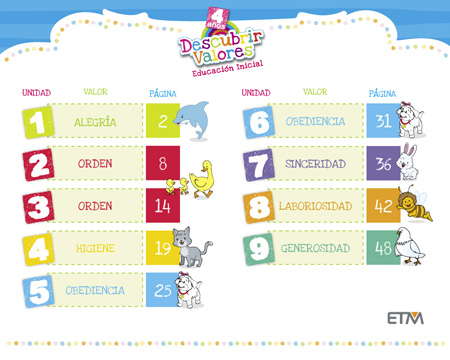 4
años
Descubrir
Valores
Educación Inicial
UNIDAD VALOR PÁGINA
1 ALEGRÍA 2
2 ORDEN 8
3 ORDEN 14
4 HIGIENE 19
5 OBEDIENCIA 25
UNIDAD VALOR PÁGINA
6 OBEDIENCIA 31
7 SINCERIDAD 36
8 LABORIOSIDAD 42
9 GENEROSIDAD 48
ETM